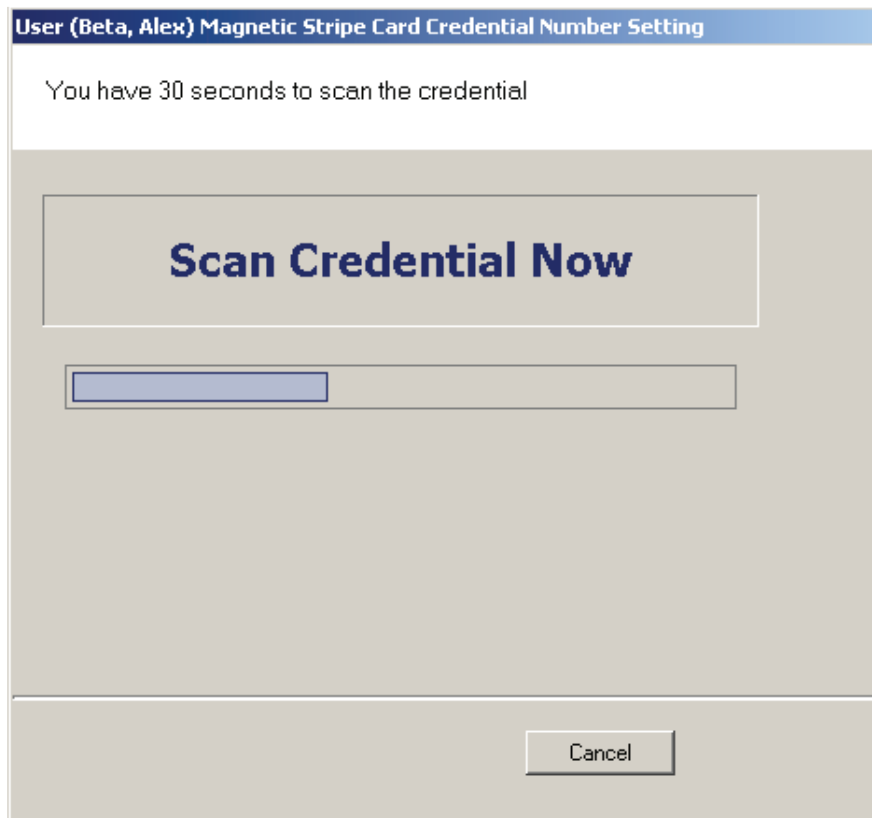 User (Beta, Alex) Magnetic Stripe Card Credential Number Setting
You have 30 seconds to scan the credential
Scan Credential Now
Cancel